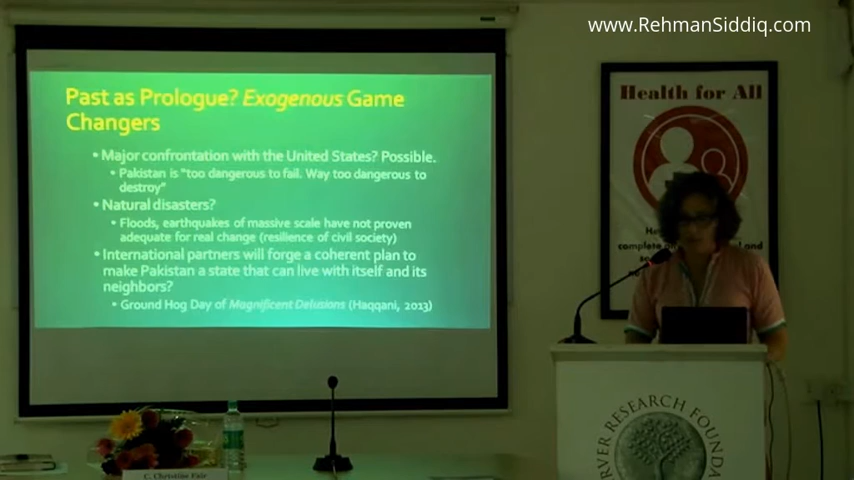 www.RehmanSiddiq.com
Past as Prologue? Exogenous Game
Changers
• Major confrontation with the United States? Possible.
• Pakistan is "too dangerous to fail. Way too dangerous to
destroy"
• Natural disasters?
• Floods, earthquakes of massive scale have not proven
adequate for real change (resilience of civil society)
• International partners will forge a coherent plan to
make Pakistan a state that can live with itself and its
neighbors?
• Ground Hog Day of Magnificent Delusions (Haqqani, 2013)
Health for All
complete
and
RVER RESEARCH FOUNDA
C. Christine Fair